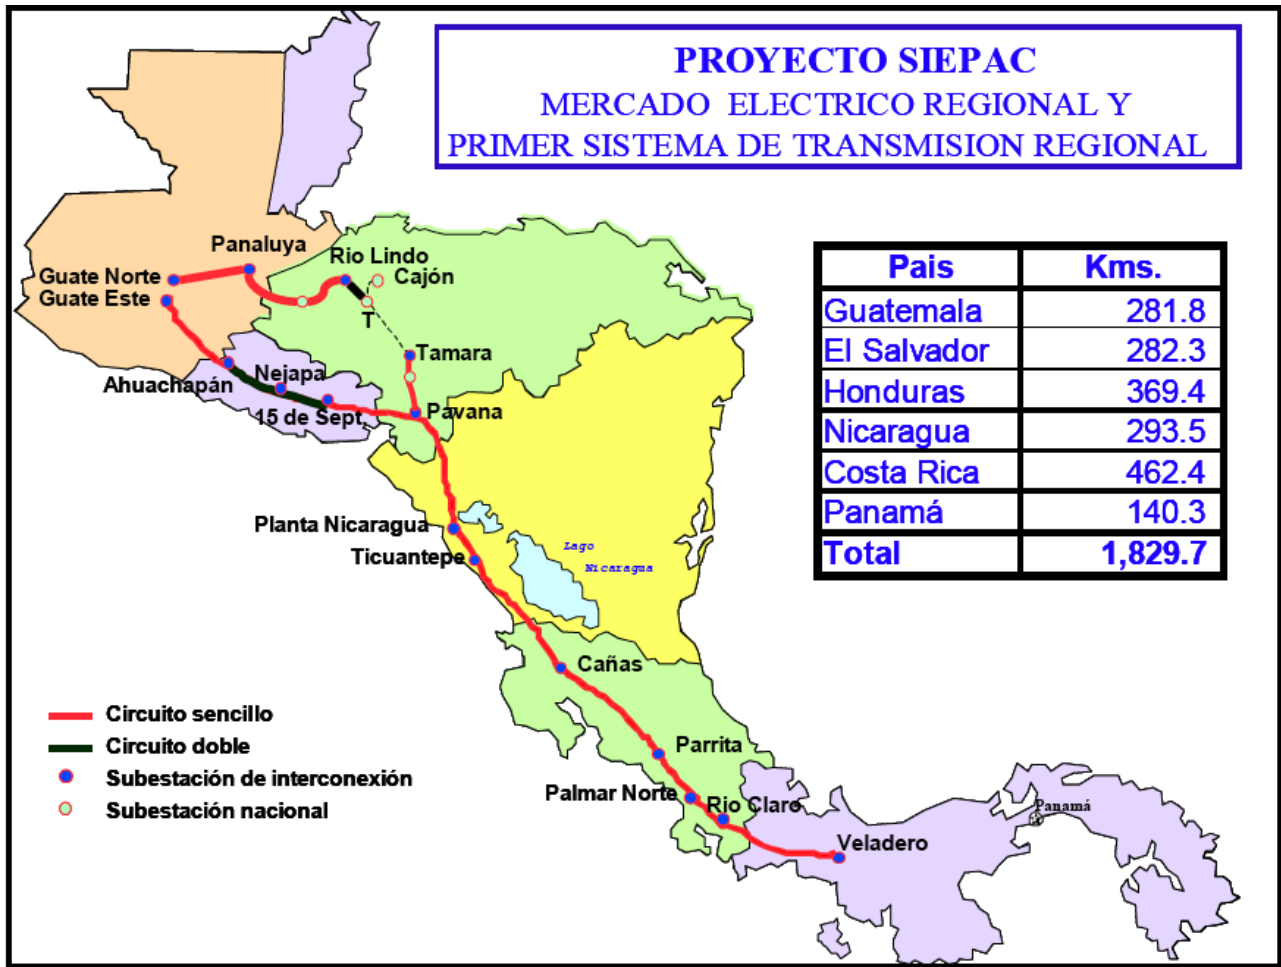 PROYECTO SIEPAC
MERCADO ELECTRICO REGIONAL Y
PRIMER SISTEMA DE TRANSMISION REGIONAL
Pais Kms.
Guatemala 281.8
El Salvador 282.3
Honduras 369.4
Nicaragua 293.5
Costa Rica 462.4
Panamá 140.3
Total 1,829.7
Panaluya
Rio Lindo
Guate Norte
Cajón
Guate Este
T
Tamara
Ahuachapán
Nejapa
15 de Sept.
Pavana
Planta Nicaragua
Ticuantepe
Lago
Nicaragua
Cañas
Parrita
Palmar Norte
Rio Claro
Panamá
Veladero
Circuito sencillo
Circuito doble
Subestación de interconexión
Subestación nacional